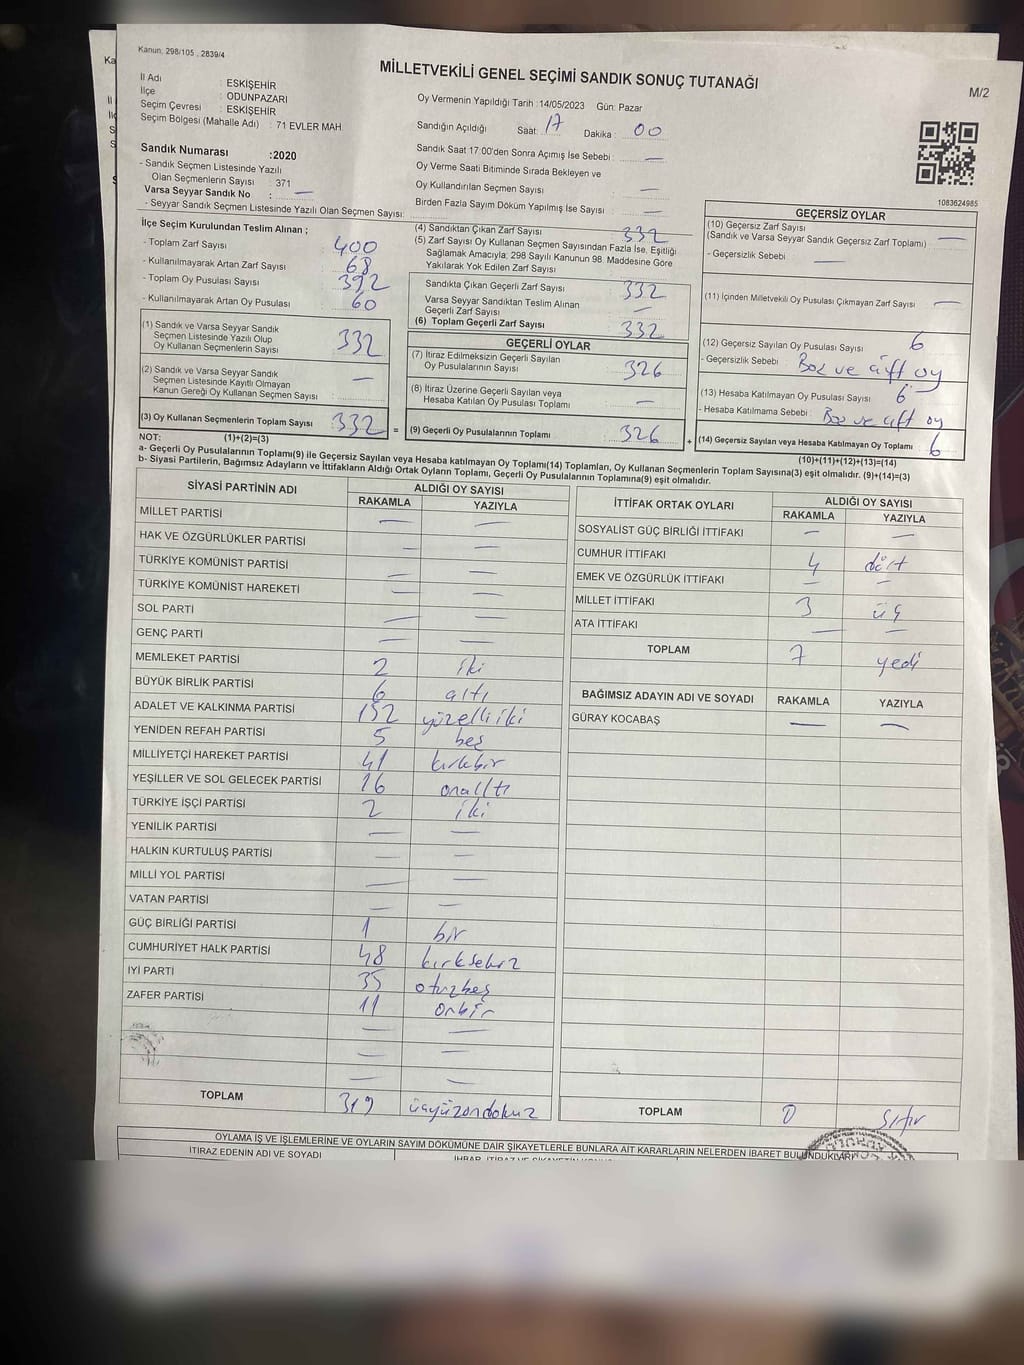 Kanun: 298/105 , 2839/4
MİLLETVEKİLİ GENEL SEÇİMİ SANDIK SONUÇ TUTANAĞI
M/2
İl Adı : ESKİŞEHİR
İlçe : ODUNPAZARI
Seçim Çevresi : ESKİŞEHİR
Seçim Bölgesi (Mahalle Adı) : 71 EVLER MAH.
Sandık Numarası :2020
- Sandık Seçmen Listesinde Yazılı
Olan Seçmenlerin Sayısı : 371
Varsa Seyyar Sandık No : —
- Seyyar Sandık Seçmen Listesinde Yazılı Olan Seçmen Sayısı:
Oy Vermenin Yapıldığı Tarih :14/05/2023 Gün: Pazar
Sandığın Açıldığı Saat: 17 Dakika : 00
Sandık Saat 17:00'den Sonra Açımış İse Sebebi : —
Oy Verme Saati Bitiminde Sırada Bekleyen ve
Oy Kullandırılan Seçmen Sayısı : —
Birden Fazla Sayım Döküm Yapılmış İse Sayısı : —
1083624985
İlçe Seçim Kurulundan Teslim Alınan ;
- Toplam Zarf Sayısı : 400
- Kullanılmayarak Artan Zarf Sayısı : 68
- Toplam Oy Pusulası Sayısı : 392
- Kullanılmayarak Artan Oy Pusulası : 60
(1) Sandık ve Varsa Seyyar Sandık
Seçmen Listesinde Yazılı Olup
Oy Kullanan Seçmenlerin Sayısı : 332
(2) Sandık ve Varsa Seyyar Sandık
Seçmen Listesinde Kayıtlı Olmayan
Kanun Gereği Oy Kullanan Seçmen Sayısı : —
(3) Oy Kullanan Seçmenlerin Toplam Sayısı : 332 =
(4) Sandıktan Çıkan Zarf Sayısı : 332
(5) Zarf Sayısı Oy Kullanan Seçmen Sayısından Fazla İse, Eşitliği
Sağlamak Amacıyla; 298 Sayılı Kanunun 98. Maddesine Göre
Yakılarak Yok Edilen Zarf Sayısı :
Sandıkta Çıkan Geçerli Zarf Sayısı : 332
Varsa Seyyar Sandıktan Teslim Alınan
Geçerli Zarf Sayısı : —
(6) Toplam Geçerli Zarf Sayısı : 332
GEÇERLİ OYLAR
(7) İtiraz Edilmeksizin Geçerli Sayılan
Oy Pusulalarının Sayısı : 326
(8) İtiraz Üzerine Geçerli Sayılan veya
Hesaba Katılan Oy Pusulası Toplamı : —
(9) Geçerli Oy Pusulalarının Toplamı : 326 +
GEÇERSİZ OYLAR
(10) Geçersiz Zarf Sayısı
(Sandık ve Varsa Seyyar Sandık Geçersiz Zarf Toplamı) : —
- Geçersizlik Sebebi : —
(11) İçinden Milletvekili Oy Pusulası Çıkmayan Zarf Sayısı : —
(12) Geçersiz Sayılan Oy Pusulası Sayısı : 6
- Geçersizlik Sebebi : Boz ve çift oy
(13) Hesaba Katılmayan Oy Pusulası Sayısı : 6
- Hesaba Katılmama Sebebi : Boz ve çift oy
(14) Geçersiz Sayılan veya Hesaba Katılmayan Oy Toplamı : 6
NOT: (1)+(2)=(3)
(10)+(11)+(12)+(13)=(14)
a- Geçerli Oy Pusulalarının Toplamı(9) ile Geçersiz Sayılan veya Hesaba katılmayan Oy Toplamı(14) Toplamları, Oy Kullanan Seçmenlerin Toplam Sayısına(3) eşit olmalıdır. (9)+(14)=(3)
b- Siyasi Partilerin, Bağımsız Adayların ve İttifakların Aldığı Ortak Oyların Toplamı, Geçerli Oy Pusulalarının Toplamına(9) eşit olmalıdır.
SİYASİ PARTİNİN ADI ALDIĞI OY SAYISI
RAKAMLA YAZIYLA
MİLLET PARTİSİ — —
HAK VE ÖZGÜRLÜKLER PARTİSİ — —
TÜRKİYE KOMÜNİST PARTİSİ — —
TÜRKİYE KOMÜNİST HAREKETİ — —
SOL PARTİ — —
GENÇ PARTİ — —
MEMLEKET PARTİSİ 2 iki
BÜYÜK BİRLİK PARTİSİ 6 altı
ADALET VE KALKINMA PARTİSİ 152 yüzelliiki
YENİDEN REFAH PARTİSİ 5 beş
MİLLİYETÇİ HAREKET PARTİSİ 41 kırkbir
YEŞİLLER VE SOL GELECEK PARTİSİ 16 onaltı
TÜRKİYE İŞÇİ PARTİSİ 2 iki
YENİLİK PARTİSİ — —
HALKIN KURTULUŞ PARTİSİ — —
MİLLİ YOL PARTİSİ — —
VATAN PARTİSİ — —
GÜÇ BİRLİĞİ PARTİSİ 1 bir
CUMHURİYET HALK PARTİSİ 48 kırksekiz
İYİ PARTİ 35 otuzbeş
ZAFER PARTİSİ 11 onbir
— —
— —
— —
TOPLAM 319 üçyüzondokuz
İTTİFAK ORTAK OYLARI ALDIĞI OY SAYISI
RAKAMLA YAZIYLA
SOSYALİST GÜÇ BİRLİĞİ İTTİFAKI — —
CUMHUR İTTİFAKI 4 dört
EMEK VE ÖZGÜRLÜK İTTİFAKI — —
MİLLET İTTİFAKI 3 üç
ATA İTTİFAKI — —
TOPLAM 7 yedi
BAĞIMSIZ ADAYIN ADI VE SOYADI RAKAMLA YAZIYLA
GÜRAY KOCABAŞ — —
TOPLAM 0 sıfır
OYLAMA İŞ VE İŞLEMLERİNE VE OYLARIN SAYIM DÖKÜMÜNE DAİR ŞİKAYETLERLE BUNLARA AİT KARARLARIN NELERDEN İBARET BULUNDUKLARI
İTİRAZ EDENİN ADI VE SOYADI